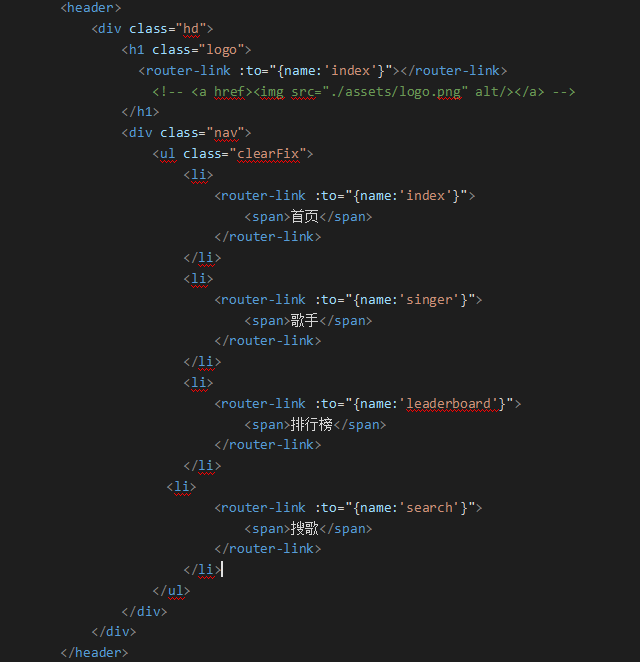 <header>
<div class="hd">
<h1 class="logo">
<router-link :to="{name:'index'}"></router-link>
<!-- <a href><img src="./assets/logo.png" alt/></a> -->
</h1>
<div class="nav">
<ul class="clearFix">
<li>
<router-link :to="{name:'index'}">
<span>首页</span>
</router-link>
</li>
<li>
<router-link :to="{name:'singer'}">
<span>歌手</span>
</router-link>
</li>
<li>
<router-link :to="{name:'leaderboard'}">
<span>排行榜</span>
</router-link>
</li>
<li>
<router-link :to="{name:'search'}">
<span>搜歌</span>
</router-link>
</li>
</ul>
</div>
</div>
</header>